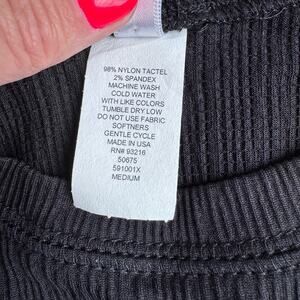 98% NYLON TACTEL
2% SPANDEX
MACHINE WASH
COLD WATER
WITH LIKE COLORS
TUMBLE DRY LOW
DO NOT USE FABRIC
SOFTNERS
GENTLE CYCLE
MADE IN USA
RN# 93216
50675
591001X
MEDIUM